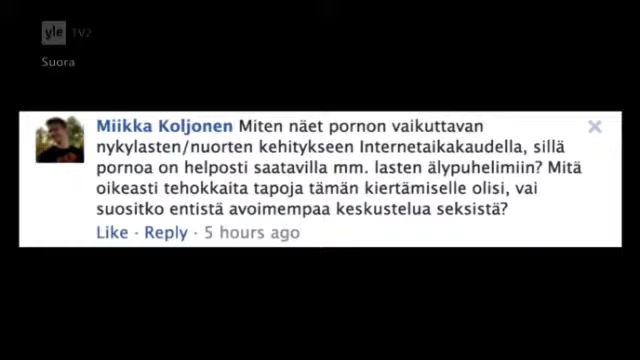 yle TV2
Suora
Miikka Koljonen Miten näet pornon vaikuttavan
nykylasten/nuorten kehitykseen Internetaikakaudella, sillä
pornoa on helposti saatavilla mm. lasten älypuhelimiin? Mitä
oikeasti tehokkaita tapoja tämän kiertämiselle olisi, vai
suositko entistä avoimempaa keskustelua seksistä?
Like · Reply · 5 hours ago